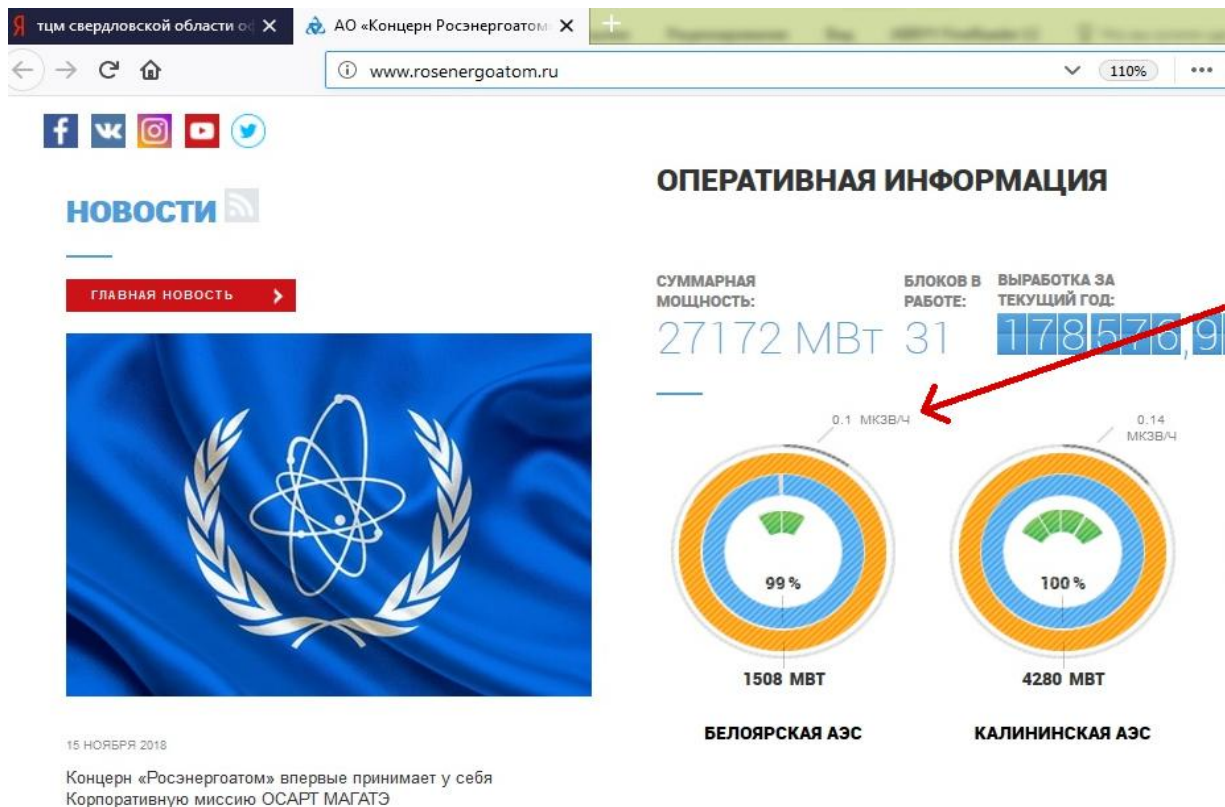 тцм свердловской области о
АО «Концерн Росэнергоатом
www.rosenergoatom.ru
110%
НОВОСТИ
ГЛАВНАЯ НОВОСТЬ
15 НОЯБРЯ 2018
Концерн «Росэнергоатом» впервые принимает у себя
Корпоративную миссию ОСАРТ МАГАТЭ
ОПЕРАТИВНАЯ ИНФОРМАЦИЯ
СУММАРНАЯ
МОЩНОСТЬ:
27172 МВт
БЛОКОВ В
РАБОТЕ:
31
ВЫРАБОТКА ЗА
ТЕКУЩИЙ ГОД:
178576,9
0.1 МКЗВ/Ч
99 %
1508 МВТ
БЕЛОЯРСКАЯ АЭС
0.14
МКЗВ/Ч
100 %
4280 МВТ
КАЛИНИНСКАЯ АЭС